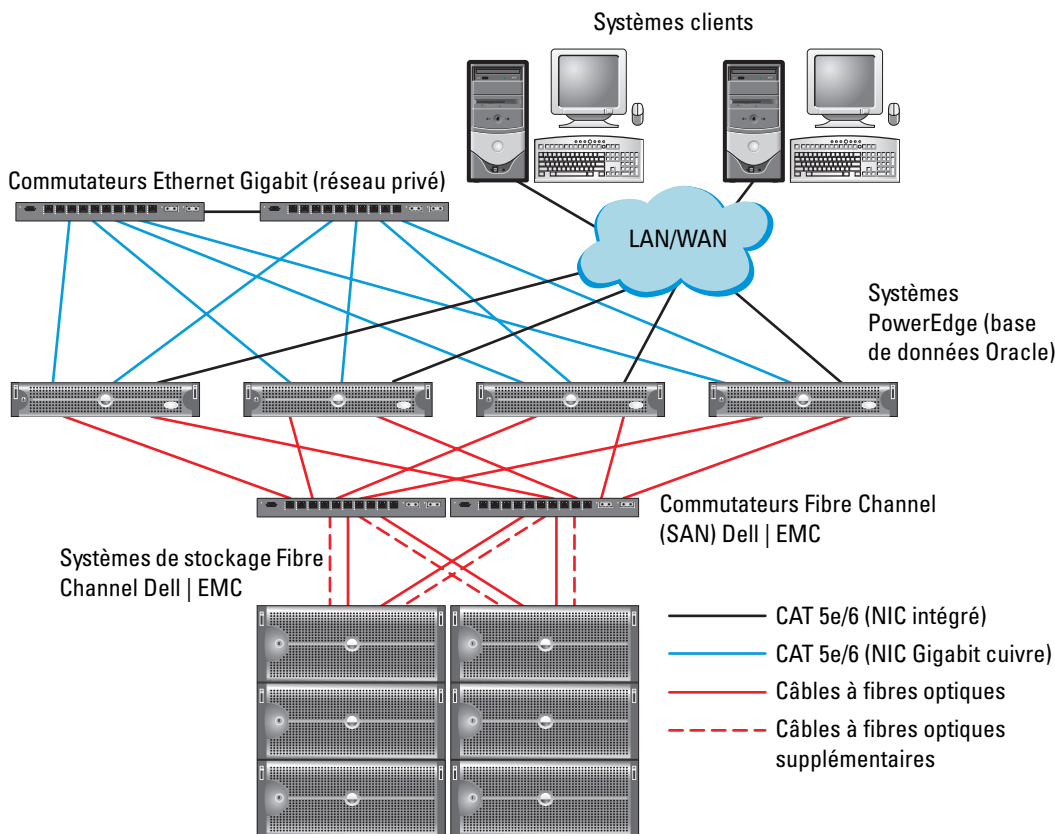 Systèmes clients
Commutateurs Ethernet Gigabit (réseau privé)
LAN/WAN
Systèmes
PowerEdge (base
de données Oracle)
Commutateurs Fibre Channel
(SAN) Dell | EMC
Systèmes de stockage Fibre
Channel Dell | EMC
CAT 5e/6 (NIC intégré)
CAT 5e/6 (NIC Gigabit cuivre)
Câbles à fibres optiques
Câbles à fibres optiques
supplémentaires